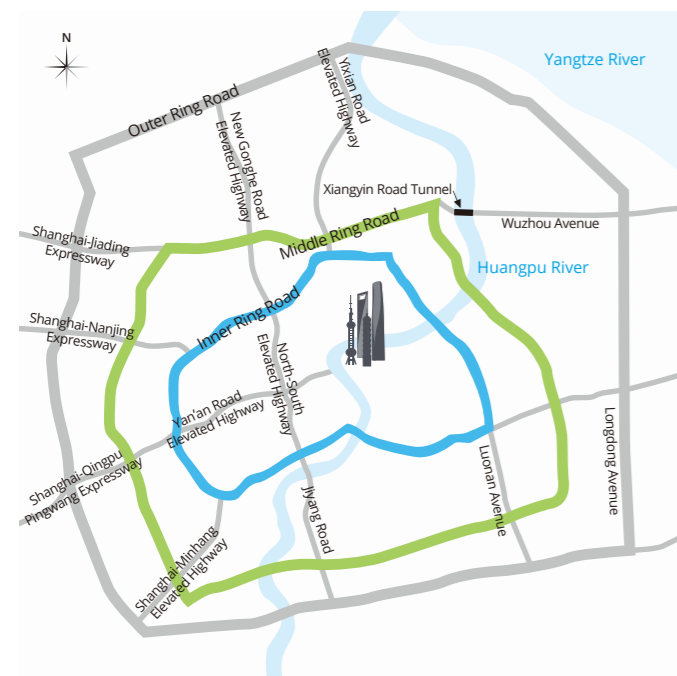 N
Yangtze River
Outer Ring Road
Yixian Road
Elevated Highway
New Gonghe Road
Elevated Highway
Xiangyin Road Tunnel
Wuzhou Avenue
Shanghai-Jiading
Expressway
Middle Ring Road
Huangpu River
Shanghai-Nanjing
Expressway
Inner Ring Road
North-South
Elevated Highway
Yan'an Road
Elevated Highway
Longdong Avenue
Luonan Avenue
Shanghai-Qingpu
Pingwang Expressway
Jiyang Road
Shanghai-Minhang
Elevated Highway